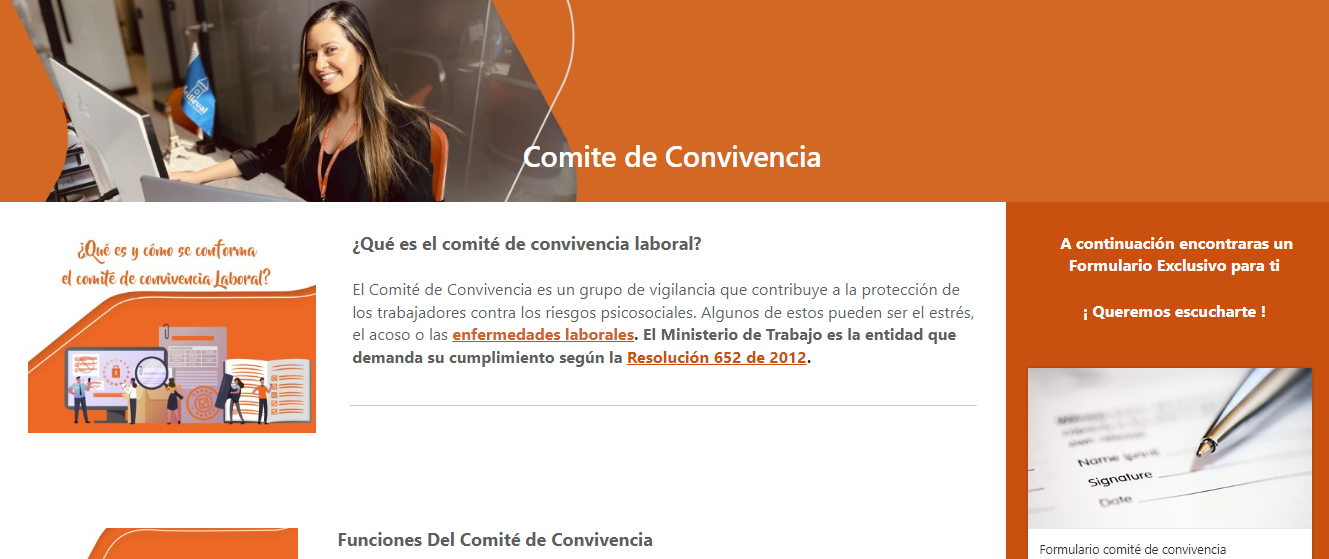 Comite de Convivencia
¿Qué es y cómo se conforma
el comité de convivencia Laboral?
¿Qué es el comité de convivencia laboral?
El Comité de Convivencia es un grupo de vigilancia que contribuye a la protección de
los trabajadores contra los riesgos psicosociales. Algunos de estos pueden ser el estrés,
el acoso o las enfermedades laborales. El Ministerio de Trabajo es la entidad que
demanda su cumplimiento según la Resolución 652 de 2012.
Funciones Del Comité de Convivencia
A continuación encontraras un
Formulario Exclusivo para ti
¡ Queremos escucharte !
Name (print)
Signature
Date
Formulario comité de convivencia